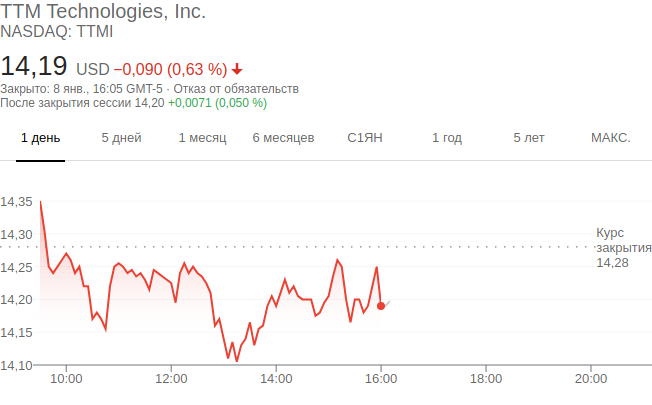 TTM Technologies, Inc.
NASDAQ: TTMI
14,19 USD −0,090 (0,63 %)
Закрыто: 8 янв., 16:05 GMT-5 · Отказ от обязательств
После закрытия сессии 14,20 +0,0071 (0,050 %)
1 день 5 дней 1 месяц 6 месяцев С1ЯН 1 год 5 лет МАКС.
14,35
14,30
14,25
14,20
14,15
14,10
Курс
закрытия
14,28
10:00 12:00 14:00 16:00 18:00 20:00